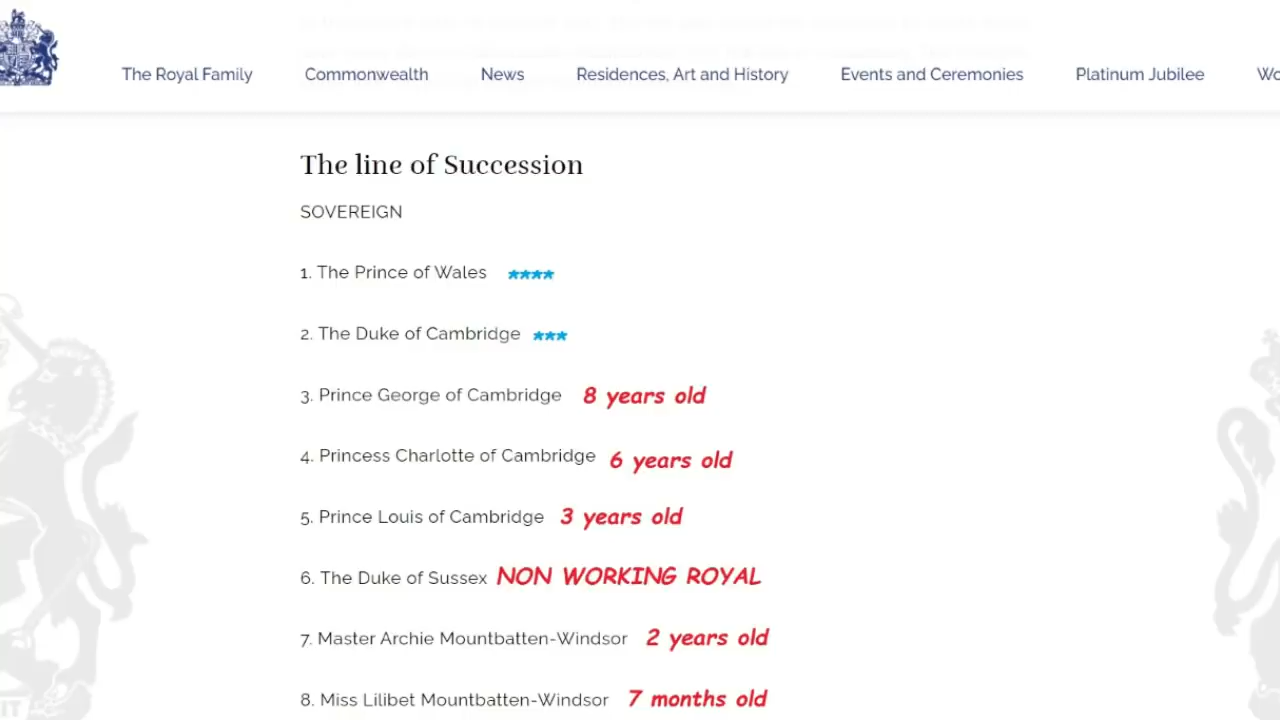 The Royal Family Commonwealth News Residences, Art and History Events and Ceremonies Platinum Jubilee
The line of Succession
SOVEREIGN
1. The Prince of Wales ****
2. The Duke of Cambridge ***
3. Prince George of Cambridge 8 years old
4. Princess Charlotte of Cambridge 6 years old
5. Prince Louis of Cambridge 3 years old
6. The Duke of Sussex NON WORKING ROYAL
7. Master Archie Mountbatten-Windsor 2 years old
8. Miss Lilibet Mountbatten-Windsor 7 months old